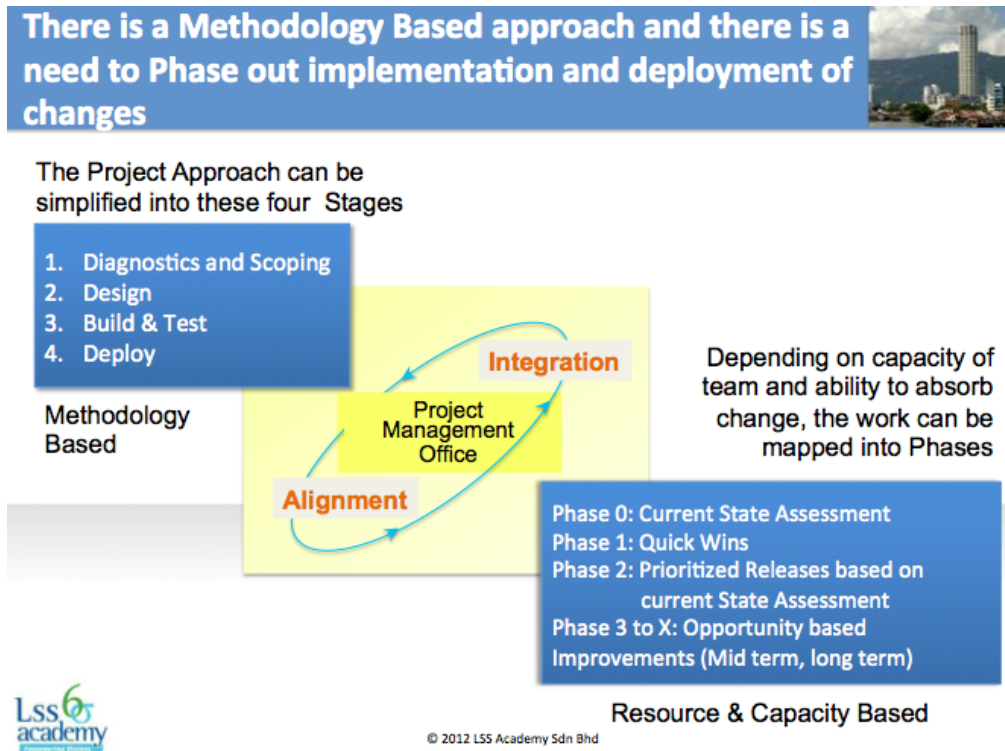 There is a Methodology Based approach and there is a
need to Phase out implementation and deployment of
changes
The Project Approach can be
simplified into these four Stages
1. Diagnostics and Scoping
2. Design
3. Build & Test
4. Deploy
Methodology
Based
Integration
Project
Management
Office
Alignment
Depending on capacity of
team and ability to absorb
change, the work can be
mapped into Phases
Phase 0: Current State Assessment
Phase 1: Quick Wins
Phase 2: Prioritized Releases based on
current State Assessment
Phase 3 to X: Opportunity based
Improvements (Mid term, long term)
Resource & Capacity Based
Lss 6σ
academy
© 2012 LSS Academy Sdn Bhd